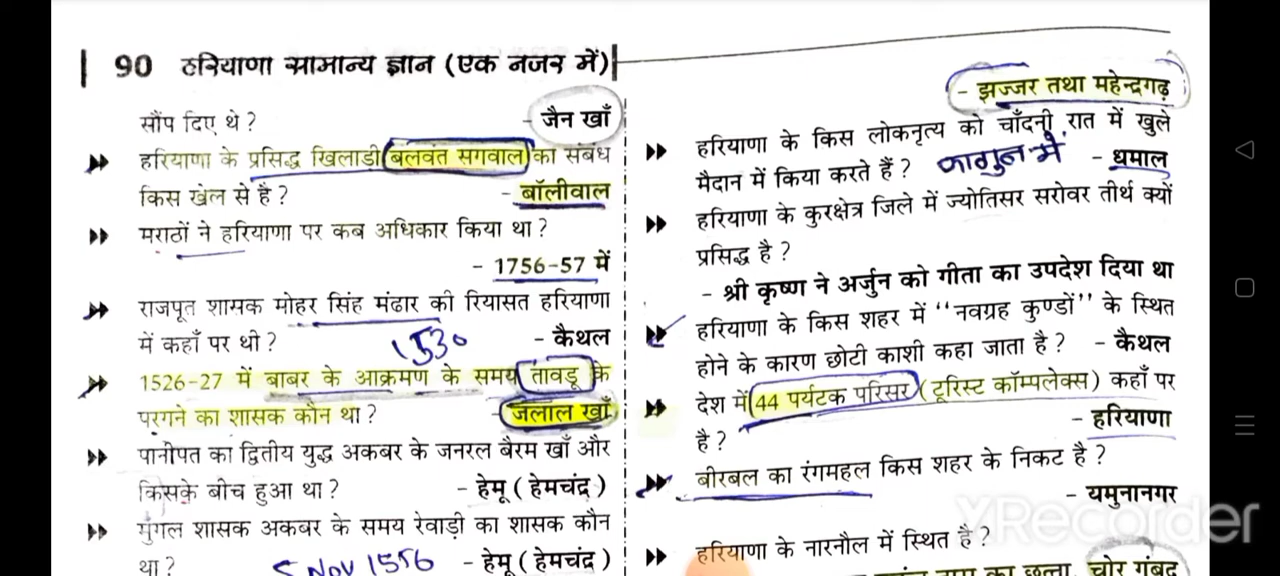 90 हरियाणा सामान्य ज्ञान (एक नजर में)
सौंप दिए थे? - जैन खाँ
हरियाणा के प्रसिद्ध खिलाडी बलवंत सगवाल का संबंध
किस खेल से है? - बॉलीवाल
मराठों ने हरियाणा पर कब अधिकार किया था?
- 1756-57 में
राजपूत शासक मोहर सिंह मंढार की रियासत हरियाणा
में कहाँ पर थी? 1530 - कैथल
1526-27 में बाबर के आक्रमण के समय तावडू के
परगने का शासक कौन था? - जलाल खाँ
पानीपत का द्वितीय युद्ध अकबर के जनरल बैरम खाँ और
किसके बीच हुआ था? - हेमू (हेमचंद्र)
मुगल शासक अकबर के समय रेवाड़ी का शासक कौन
था? 5 Nov 1556 - हेमू (हेमचंद्र)
- झज्जर तथा महेन्द्रगढ़
हरियाणा के किस लोकनृत्य को चाँदनी रात में खुले
मैदान में किया करते हैं? फागुन में - धमाल
हरियाणा के कुरक्षेत्र जिले में ज्योतिसर सरोवर तीर्थ क्यों
प्रसिद्ध है?
- श्री कृष्ण ने अर्जुन को गीता का उपदेश दिया था
हरियाणा के किस शहर में "नवग्रह कुण्डों" के स्थित
होने के कारण छोटी काशी कहा जाता है? - कैथल
देश में 44 पर्यटक परिसर (टूरिस्ट कॉम्पलेक्स) कहाँ पर
है? - हरियाणा
बीरबल का रंगमहल किस शहर के निकट है?
- यमुनानगर
हरियाणा के नारनौल में स्थित है?
का छत्ता, चोर गुंबद
XRecorder